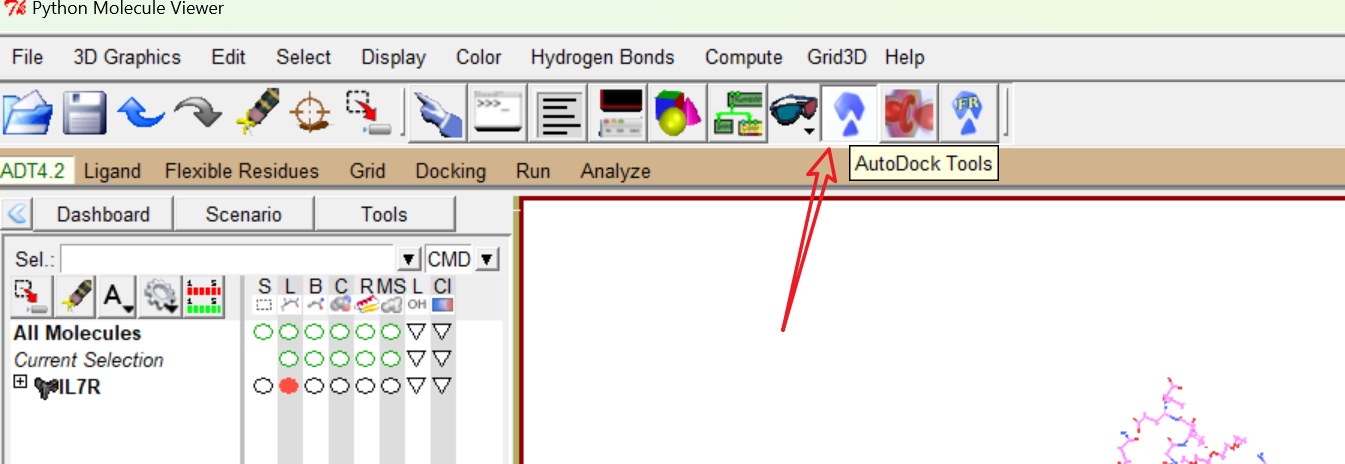 Python Molecule Viewer
File 3D Graphics Edit Select Display Color Hydrogen Bonds Compute Grid3D Help
>>>_ FR
AutoDock Tools
ADT4.2 Ligand Flexible Residues Grid Docking Run Analyze
Dashboard Scenario Tools
Sel.: CMD
A S L B C R MS L Cl
OH
All Molecules
Current Selection
IL7R